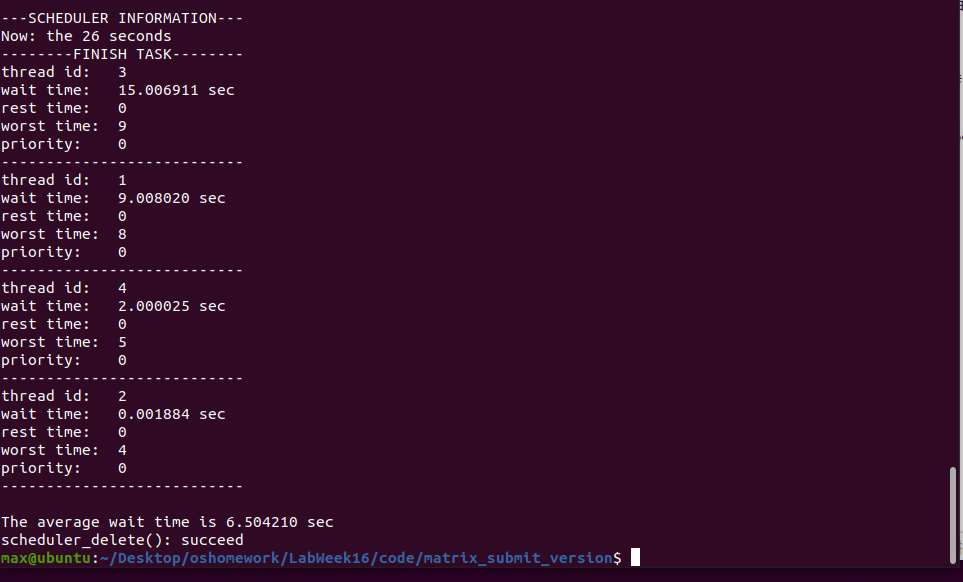 ---SCHEDULER INFORMATION---
Now: the 26 seconds
--------FINISH TASK--------
thread id:   3
wait time:   15.006911 sec
rest time:   0
worst time:  9
priority:    0
---------------------------
thread id:   1
wait time:   9.008020 sec
rest time:   0
worst time:  8
priority:    0
---------------------------
thread id:   4
wait time:   2.000025 sec
rest time:   0
worst time:  5
priority:    0
---------------------------
thread id:   2
wait time:   0.001884 sec
rest time:   0
worst time:  4
priority:    0
---------------------------
The average wait time is 6.504210 sec
scheduler_delete(): succeed
max@ubuntu:~/Desktop/oshomework/LabWeek16/code/matrix_submit_version$